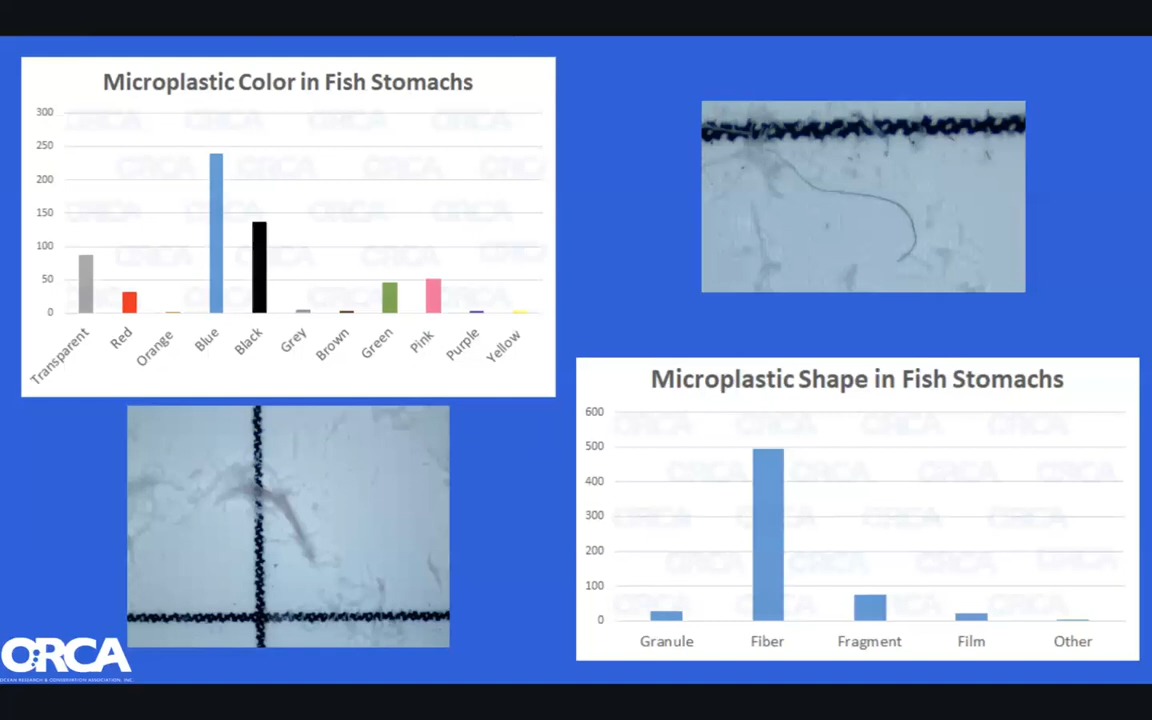 Microplastic Color in Fish Stomachs
300
250
200
150
100
50
0
Transparent
Red
Orange
Blue
Black
Grey
Brown
Green
Pink
Purple
Yellow
Microplastic Shape in Fish Stomachs
600
500
400
300
200
100
0
Granule
Fiber
Fragment
Film
Other
ORCA
OCEAN RESEARCH & CONSERVATION ASSOCIATION, INC.